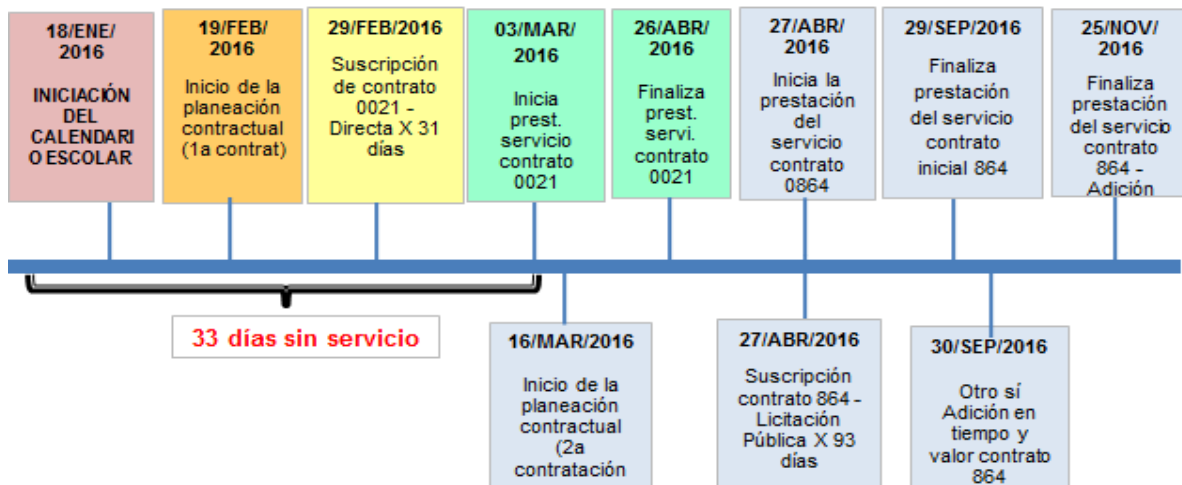 18/ENE/
2016
INICIACIÓN
DEL
CALENDARI
O ESCOLAR
19/FEB/
2016
Inicio de la
planeación
contractual
(1a contrat)
29/FEB/2016
Suscripción
de contrato
0021 -
Directa X 31
días
03/MAR/
2016
Inicia
prest.
servicio
contrato
0021
26/ABR/
2016
Finaliza
prest.
servi.
contrato
0021
27/ABR/
2016
Inicia la
prestación
del
servicio
contrato
0864
29/SEP/2016
Finaliza
prestación
del servicio
contrato
inicial 864
25/NOV/
2016
Finaliza
prestación
del servicio
contrato
864 -
Adición
33 días sin servicio
16/MAR/2016
Inicio de la
planeación
contractual
(2a
contratación
27/ABR/2016
Suscripción
contrato 864 -
Licitación
Pública X 93
días
30/SEP/2016
Otro sí
Adición en
tiempo y
valor contrato
864